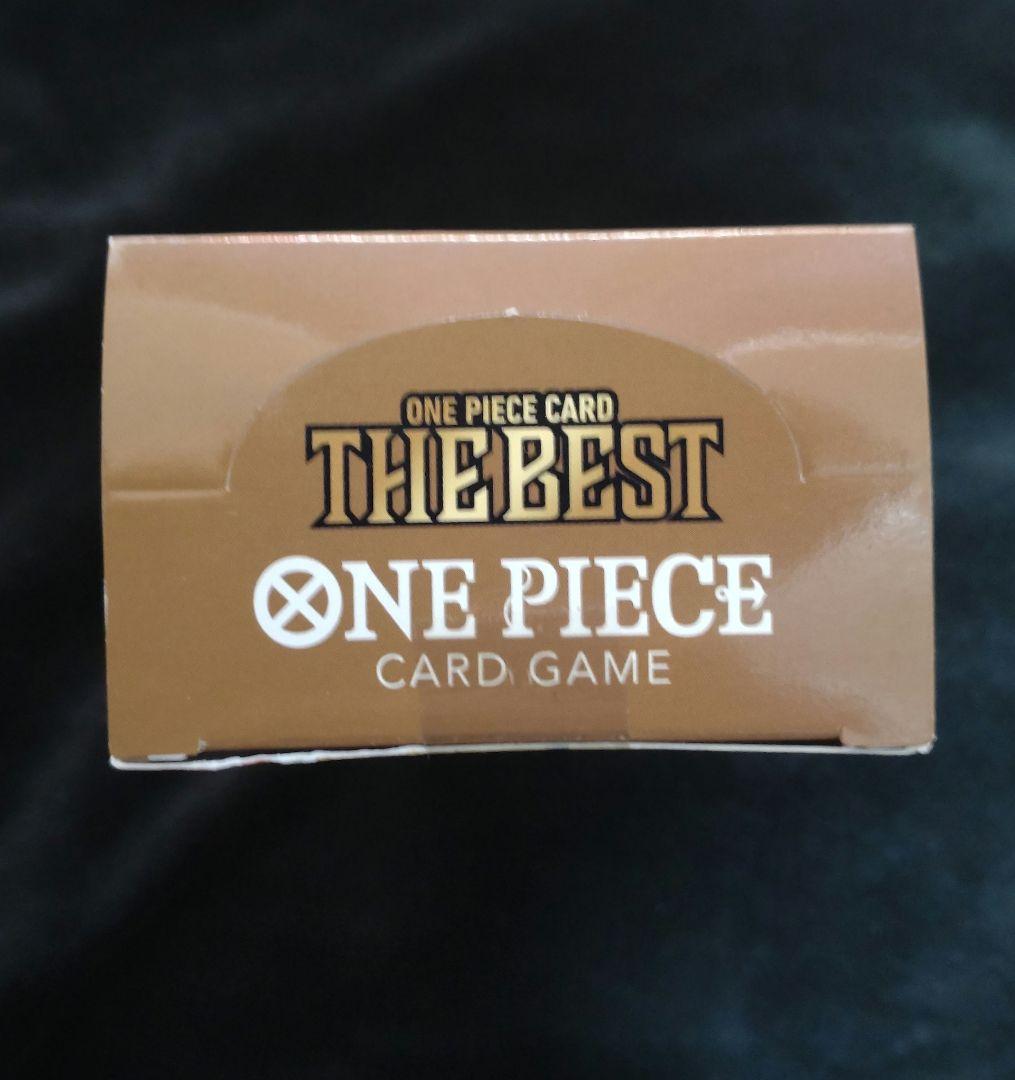 ONE PIECE CARD
THE BEST
ONE PIECE
CARD GAME